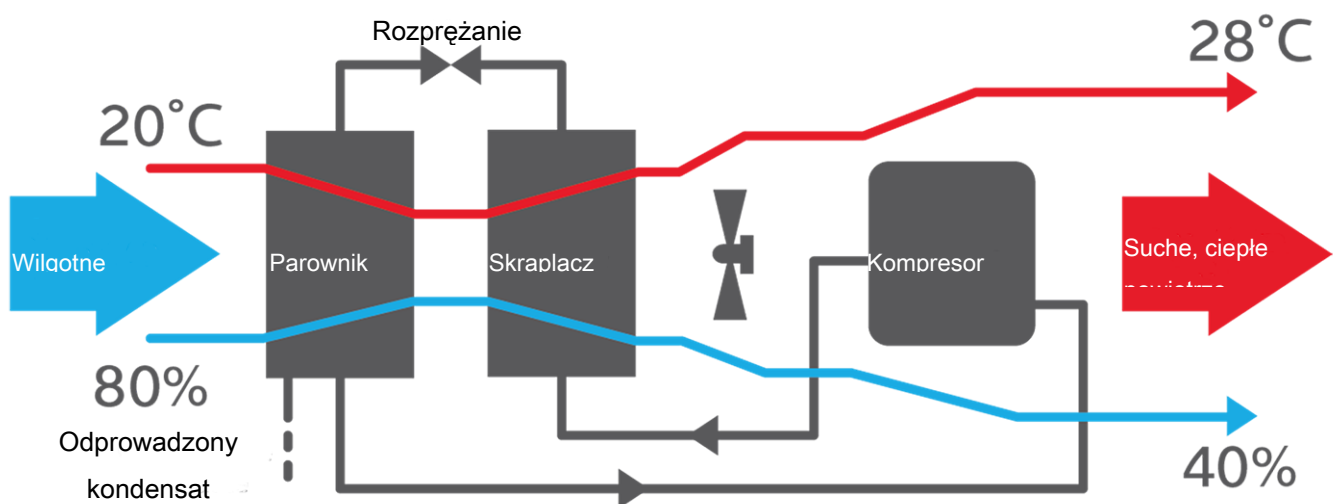 Rozprężanie
28°C
20°C
Wilgotne
Parownik
Skraplacz
Kompresor
Suche, ciepłe
80%
Odprowadzony
kondensat
40%